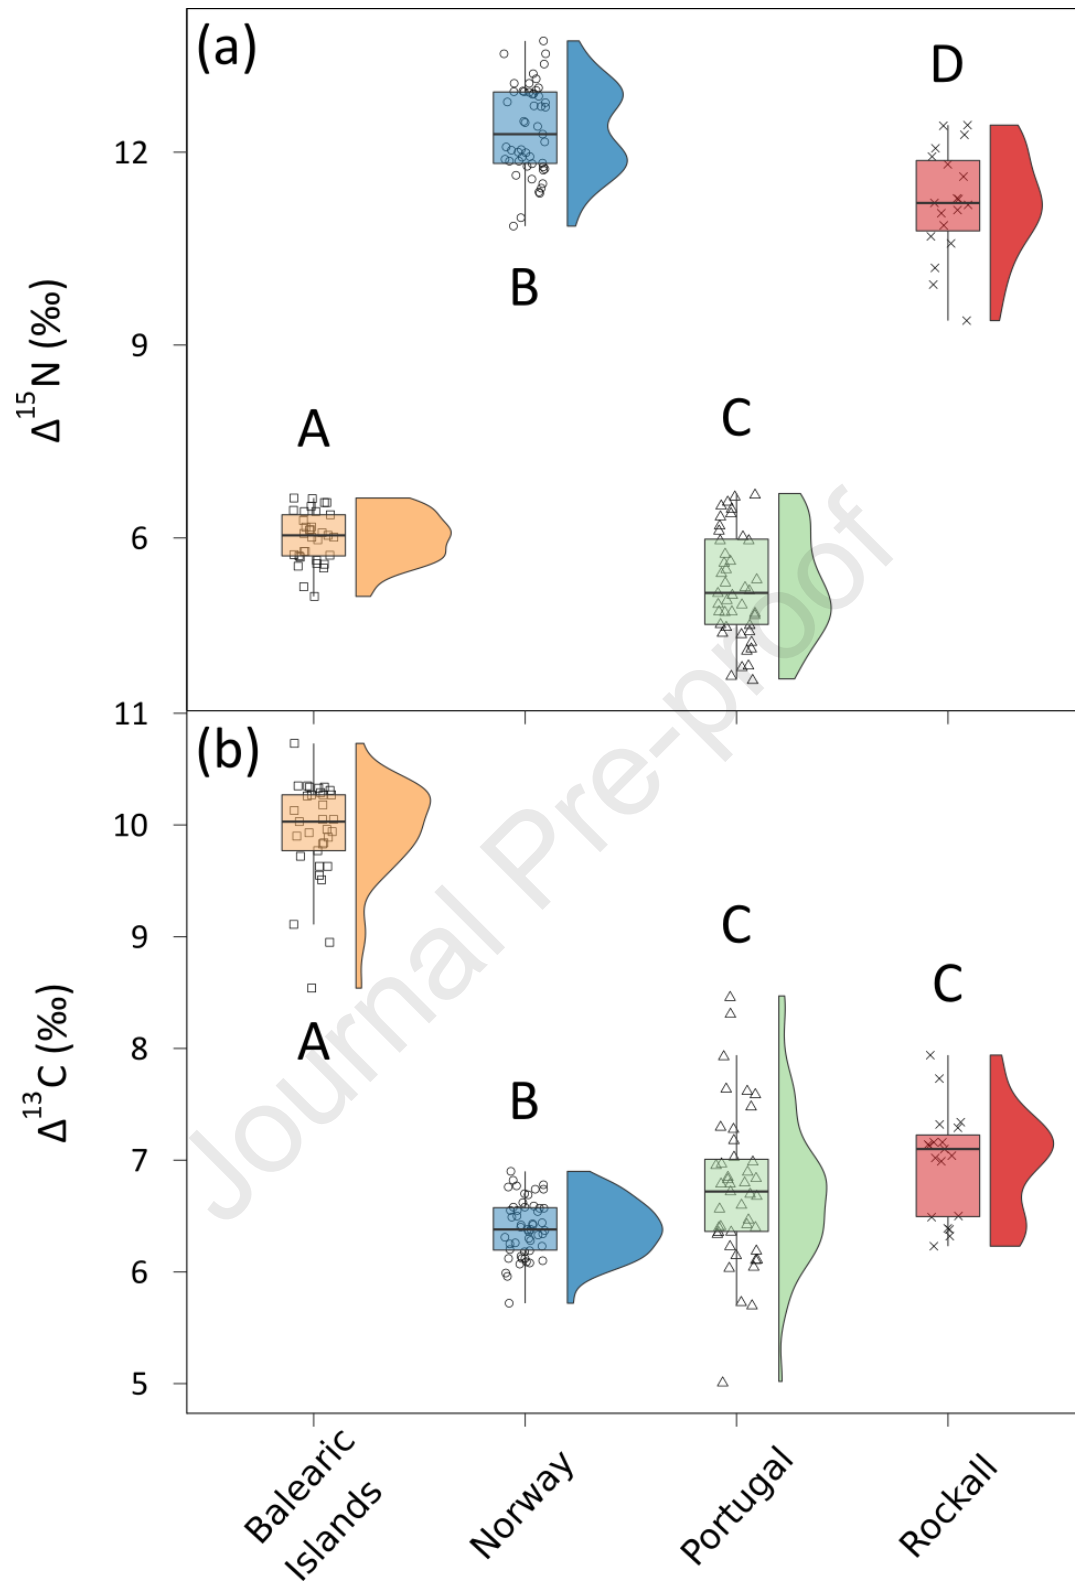 (a)
D
12
B
9
Δ¹⁵N (‰)
A
C
6
11
(b)
10
9
C
C
8
A
Δ¹³C (‰)
B
7
6
5
Balearic
Islands
Norway
Portugal
Rockall
Journal Pre-proof